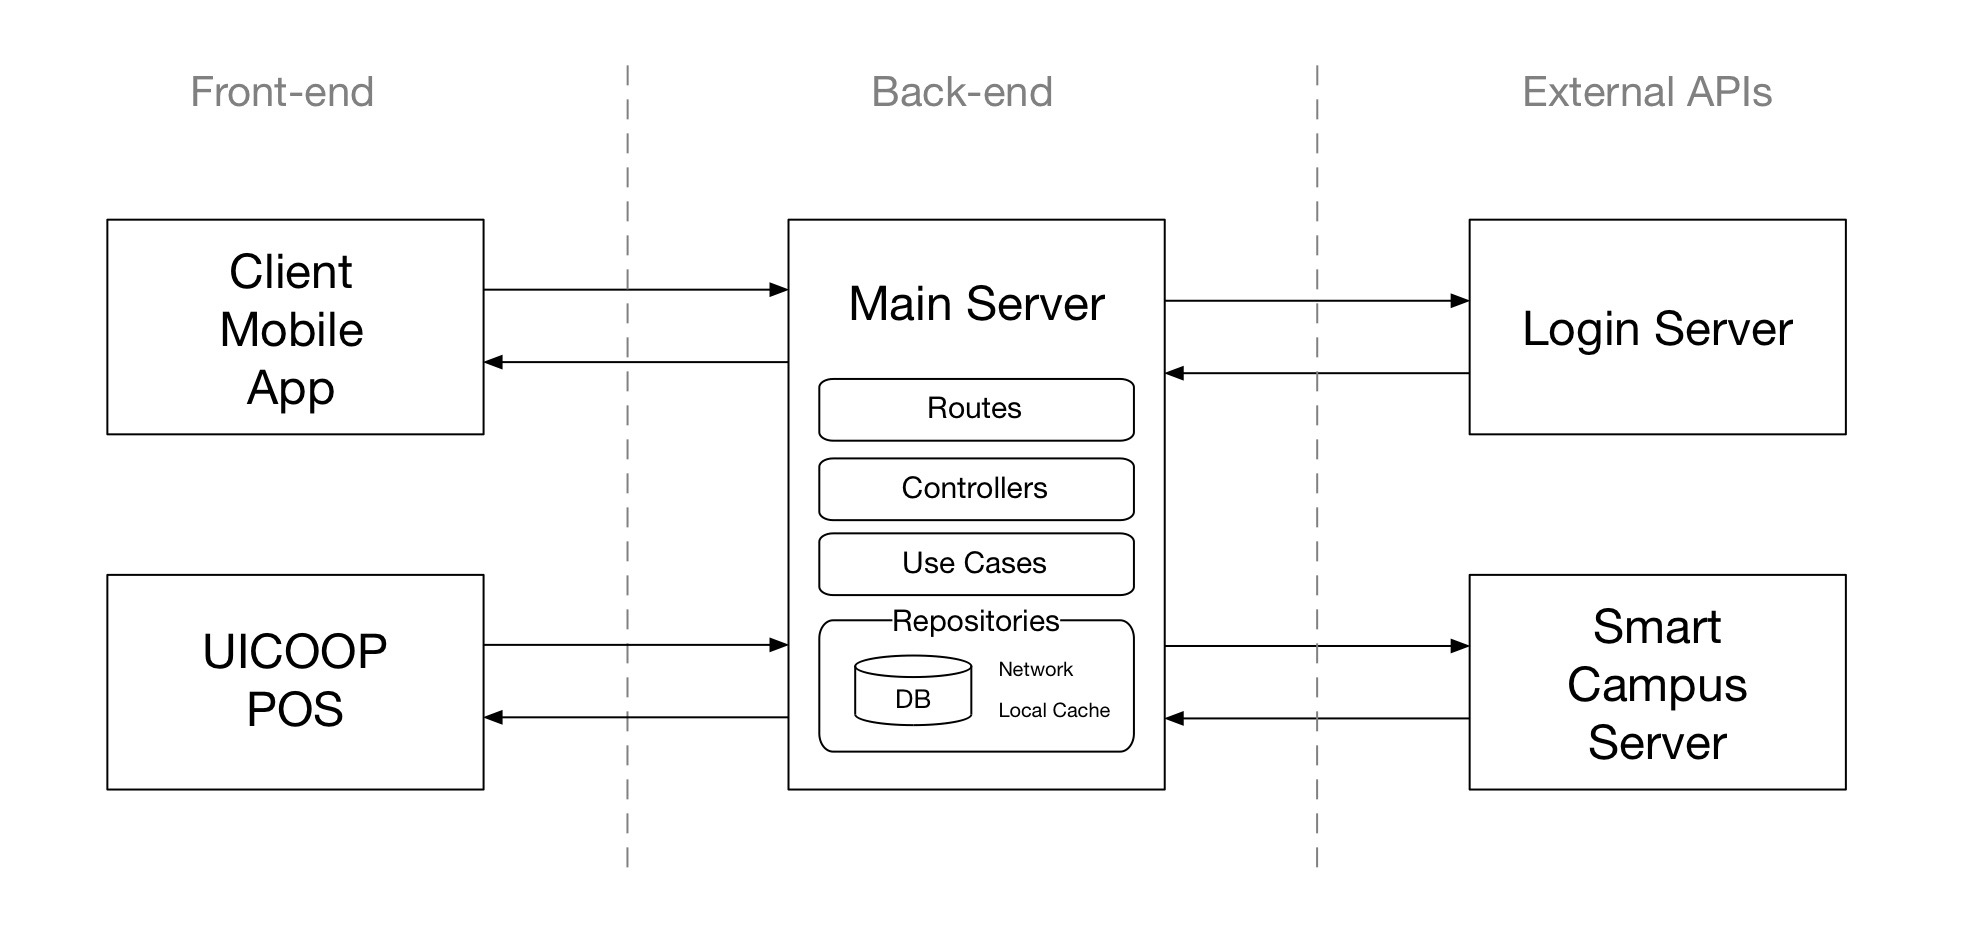 Front-end
Back-end
External APIs
Client
Mobile
App
Main Server
Login Server
Routes
Controllers
Use Cases
Repositories
DB
Network
Local Cache
UICOOP
POS
Smart
Campus
Server